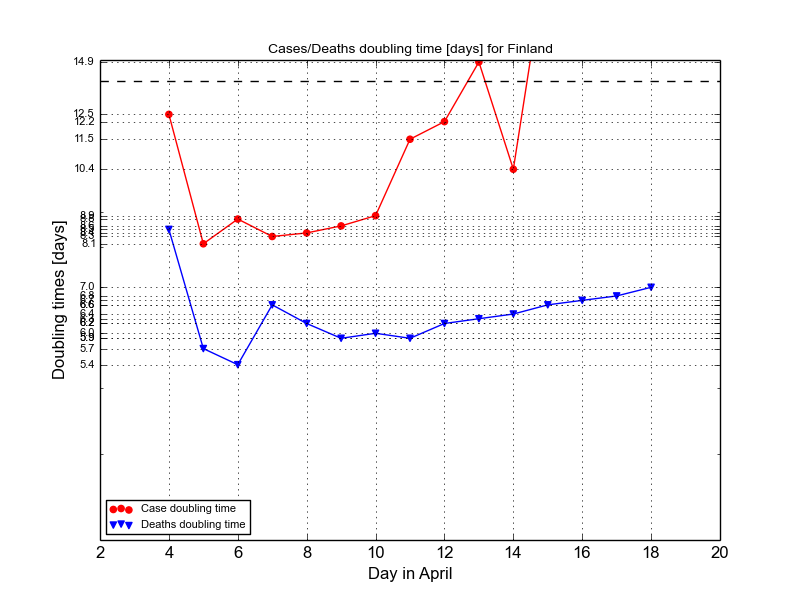 Cases/Deaths doubling time [days] for Finland
14.9
12.5
12.2
11.5
10.4
8.9
8.1
7.0
6.8
6.6
6.4
6.2
6.0
5.9
5.7
5.4
Doubling times [days]
Case doubling time
Deaths doubling time
2 4 6 8 10 12 14 16 18 20
Day in April